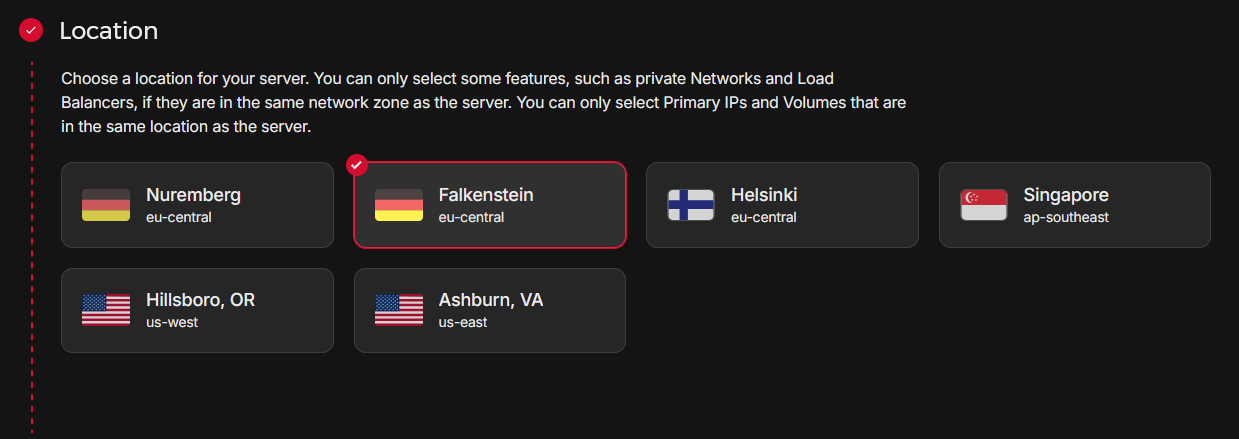 Location
Choose a location for your server. You can only select some features, such as private Networks and Load
Balancers, if they are in the same network zone as the server. You can only select Primary IPs and Volumes that are
in the same location as the server.
Nuremberg
eu-central
Falkenstein
eu-central
Helsinki
eu-central
Singapore
ap-southeast
Hillsboro, OR
us-west
Ashburn, VA
us-east